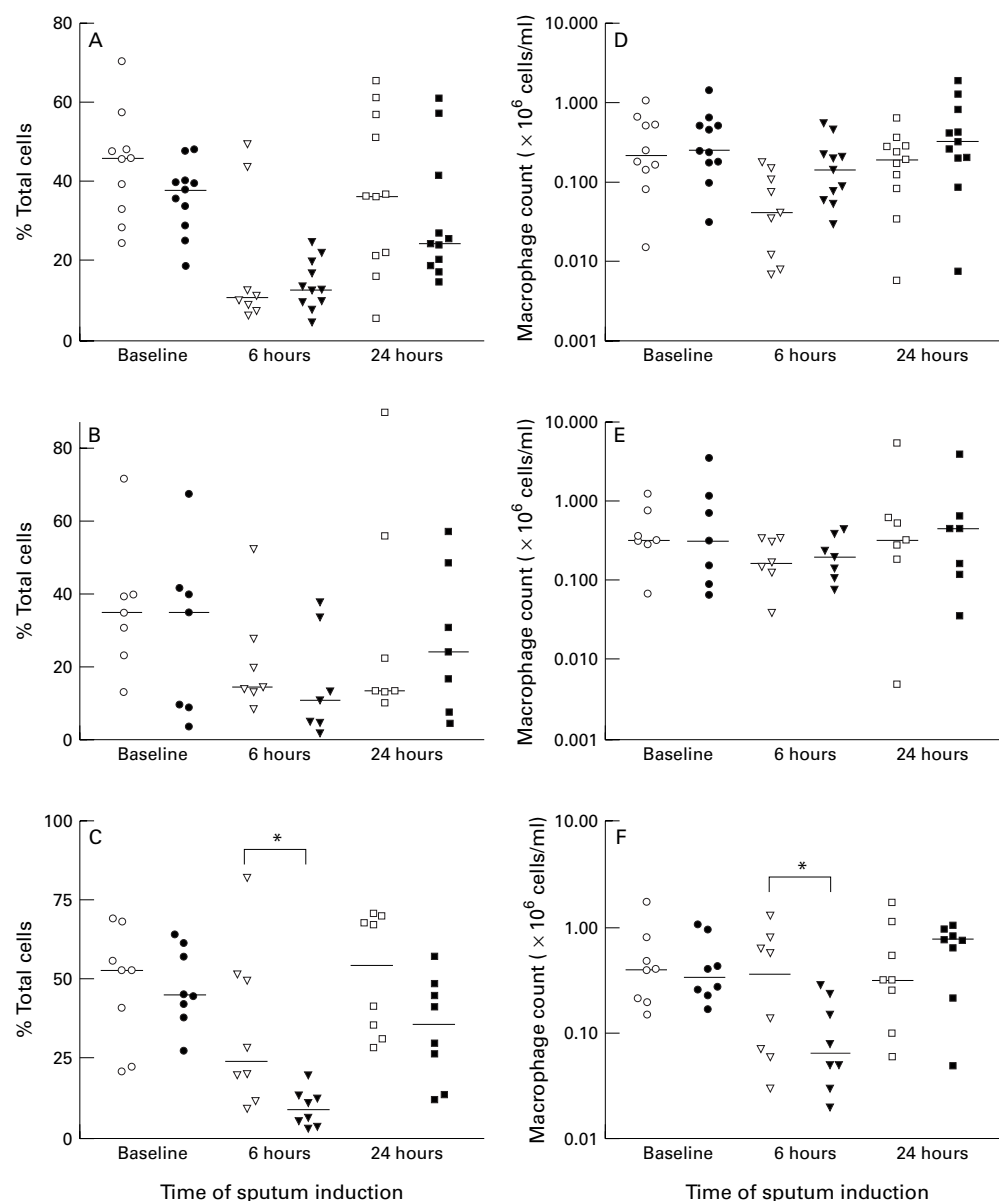 A
% Total cells
80
60
40
20
0
Baseline 6 hours 24 hours
D
Macrophage count ( × 10⁶ cells/ml)
10.000
1.000
0.100
0.010
0.001
Baseline 6 hours 24 hours
B
% Total cells
80
60
40
20
0
Baseline 6 hours 24 hours
E
Macrophage count ( × 10⁶ cells/ml)
10.000
1.000
0.100
0.010
0.001
Baseline 6 hours 24 hours
C
% Total cells
100
75
50
25
0
*
Baseline 6 hours 24 hours
Time of sputum induction
F
Macrophage count ( × 10⁶ cells/ml)
10.00
1.00
0.10
0.01
*
Baseline 6 hours 24 hours
Time of sputum induction